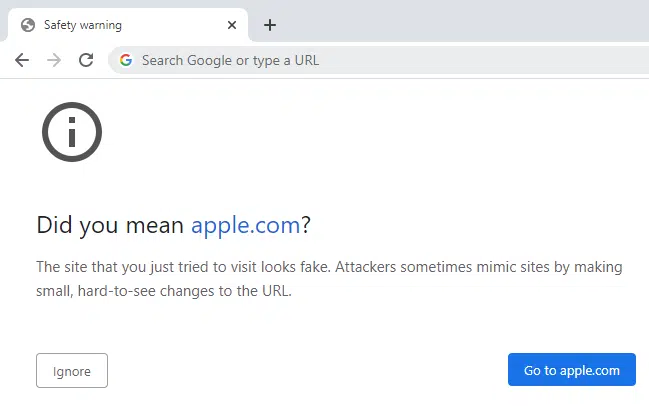 Safety warning
Search Google or type a URL
Did you mean apple.com?
The site that you just tried to visit looks fake. Attackers sometimes mimic sites by making
small, hard-to-see changes to the URL.
Ignore
Go to apple.com